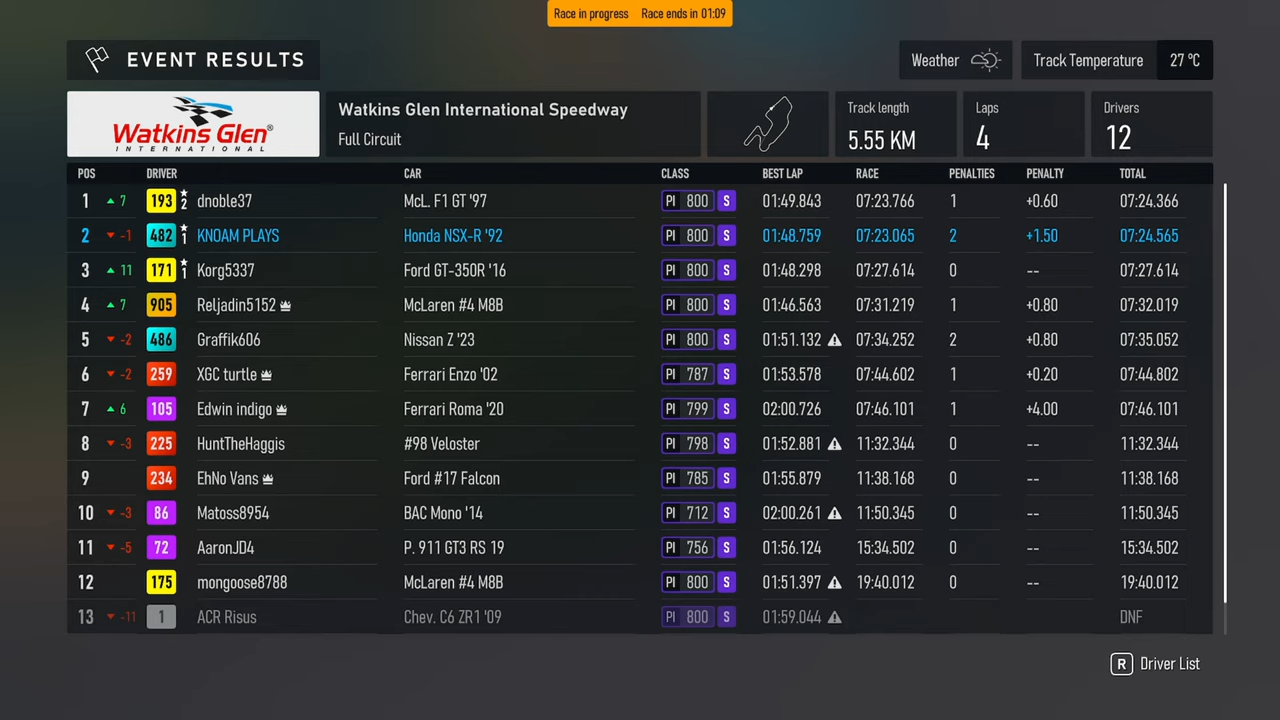 Race in progress Race ends in 01:09
EVENT RESULTS
Weather Track Temperature 27 ºC
Watkins Glen®
INTERNATIONAL
Watkins Glen International Speedway
Full Circuit
Track length
5.55 KM
Laps
4
Drivers
12
POS DRIVER CAR CLASS BEST LAP RACE PENALTIES PENALTY TOTAL
1 7 193 2 dnoble37 McL. F1 GT '97 PI 800 S 01:49.843 07:23.766 1 +0.60 07:24.366
2 -1 482 1 KNOAM PLAYS Honda NSX-R '92 PI 800 S 01:48.759 07:23.065 2 +1.50 07:24.565
3 11 171 1 Korg5337 Ford GT-350R '16 PI 800 S 01:48.298 07:27.614 0 -- 07:27.614
4 7 905 Reljadin5152 McLaren #4 M8B PI 800 S 01:46.563 07:31.219 1 +0.80 07:32.019
5 -2 486 Graffik606 Nissan Z '23 PI 800 S 01:51.132 07:34.252 2 +0.80 07:35.052
6 -2 259 XGC turtle Ferrari Enzo '02 PI 787 S 01:53.578 07:44.602 1 +0.20 07:44.802
7 6 105 Edwin indigo Ferrari Roma '20 PI 799 S 02:00.726 07:46.101 1 +4.00 07:46.101
8 -3 225 HuntTheHaggis #98 Veloster PI 798 S 01:52.881 11:32.344 0 -- 11:32.344
9 234 EhNo Vans Ford #17 Falcon PI 785 S 01:55.879 11:38.168 0 -- 11:38.168
10 -3 86 Matoss8954 BAC Mono '14 PI 712 S 02:00.261 11:50.345 0 -- 11:50.345
11 -5 72 AaronJD4 P. 911 GT3 RS 19 PI 756 S 01:56.124 15:34.502 0 -- 15:34.502
12 175 mongoose8788 McLaren #4 M8B PI 800 S 01:51.397 19:40.012 0 -- 19:40.012
13 -11 1 ACR Risus Chev. C6 ZR1 '09 PI 800 S 01:59.044 DNF
R Driver List